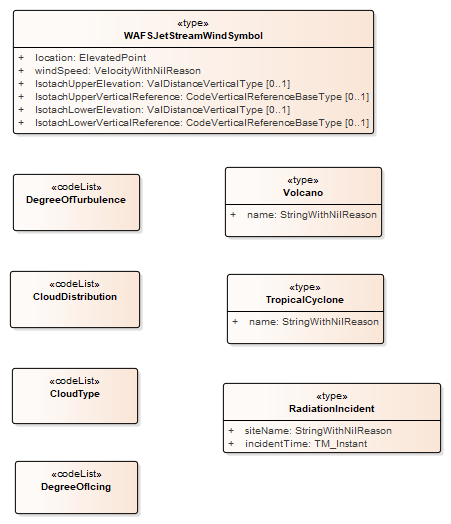 «type»
WAFSJetStreamWindSymbol
+ location: ElevatedPoint
+ windSpeed: VelocityWithNilReason
+ IsotachUpperElevation: ValDistanceVerticalType [0..1]
+ IsotachUpperVerticalReference: CodeVerticalReferenceBaseType [0..1]
+ IsotachLowerElevation: ValDistanceVerticalType [0..1]
+ IsotachLowerVerticalReference: CodeVerticalReferenceBaseType [0..1]
«codeList»
DegreeOfTurbulence
«type»
Volcano
+ name: StringWithNilReason
«codeList»
CloudDistribution
«type»
TropicalCyclone
+ name: StringWithNilReason
«codeList»
CloudType
«type»
RadiationIncident
+ siteName: StringWithNilReason
+ incidentTime: TM_Instant
«codeList»
DegreeOfIcing